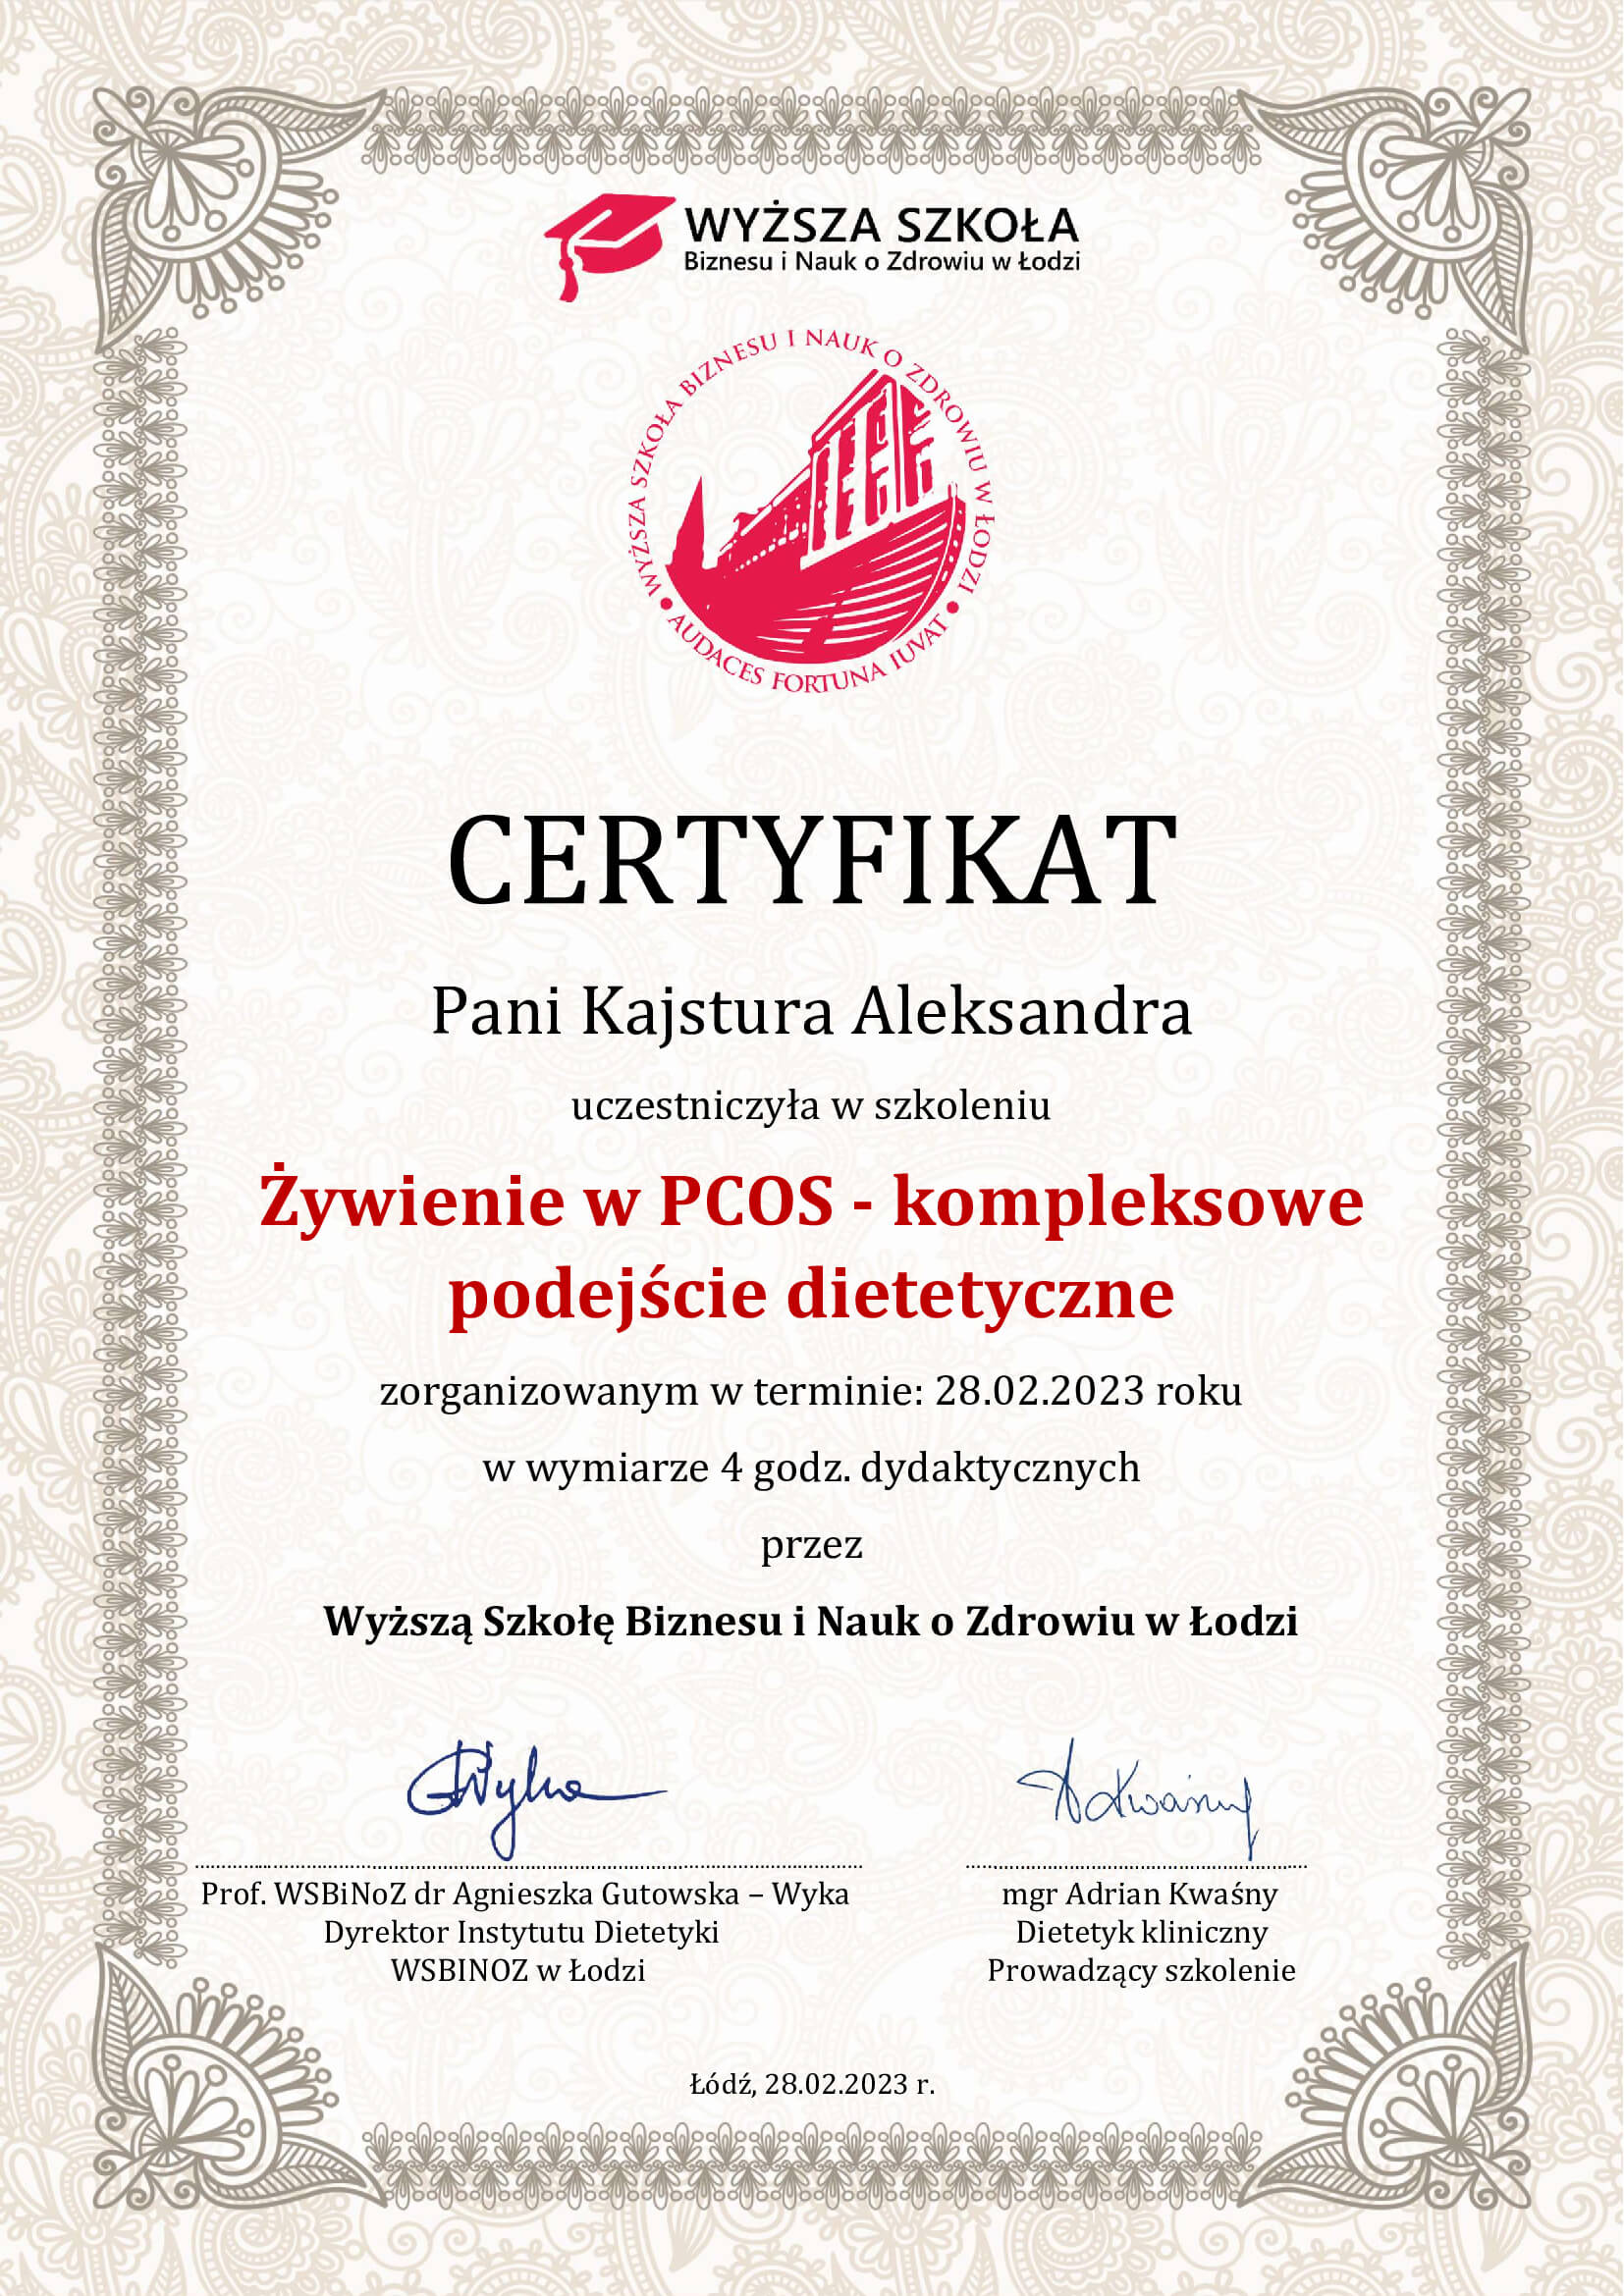 WYŻSZA SZKOŁA
Biznesu i Nauk o Zdrowiu w Łodzi
WYŻSZA SZKOŁA BIZNESU I NAUK O ZDROWIU W ŁODZI
• AUDACES FORTUNA IUVAT •
CERTYFIKAT
Pani Kajstura Aleksandra
uczestniczyła w szkoleniu
Żywienie w PCOS - kompleksowe
podejście dietetyczne
zorganizowanym w terminie: 28.02.2023 roku
w wymiarze 4 godz. dydaktycznych
przez
Wyższą Szkołę Biznesu i Nauk o Zdrowiu w Łodzi
GWyka
AKwaśny
Prof. WSBiNoZ dr Agnieszka Gutowska – Wyka
Dyrektor Instytutu Dietetyki
WSBINOZ w Łodzi
mgr Adrian Kwaśny
Dietetyk kliniczny
Prowadzący szkolenie
Łódź, 28.02.2023 r.